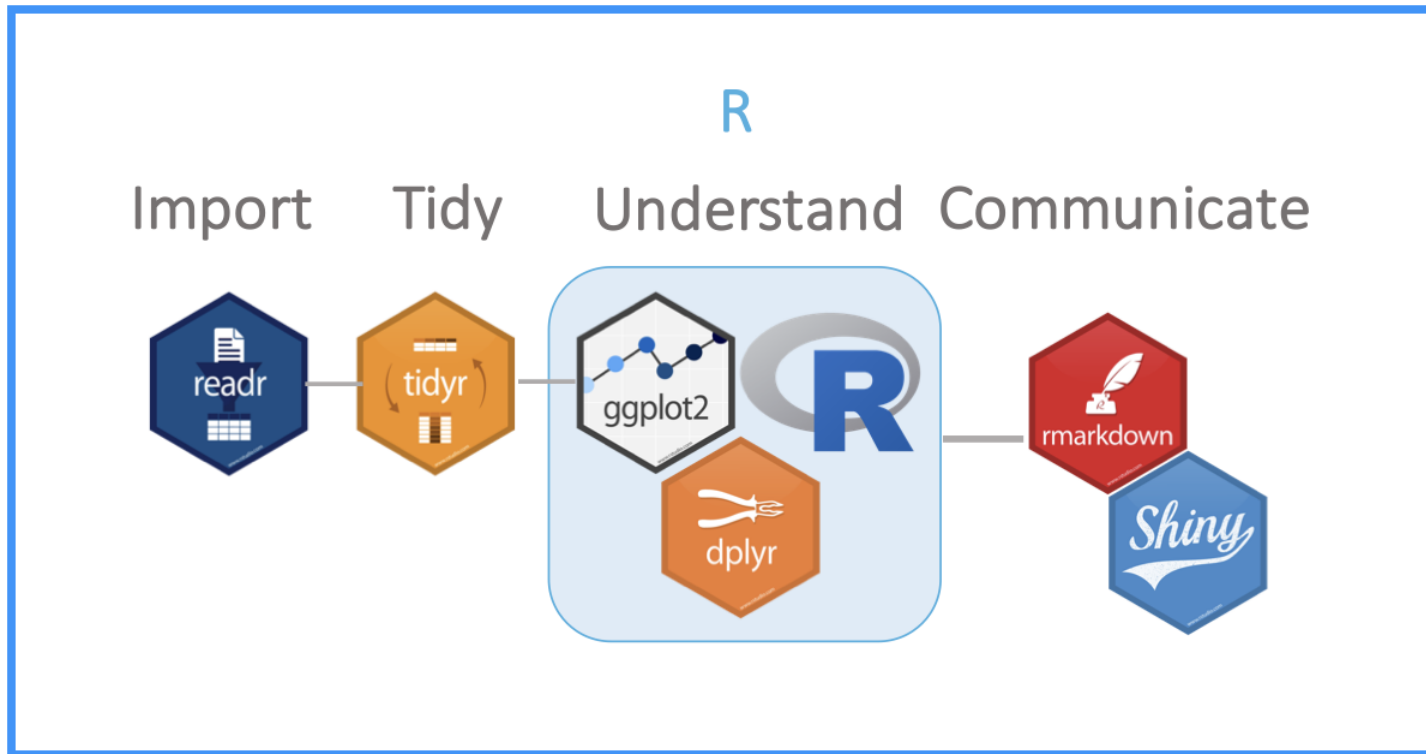 R
Import Tidy Understand Communicate
readr
tidyr
ggplot2
R
dplyr
rmarkdown
Shiny